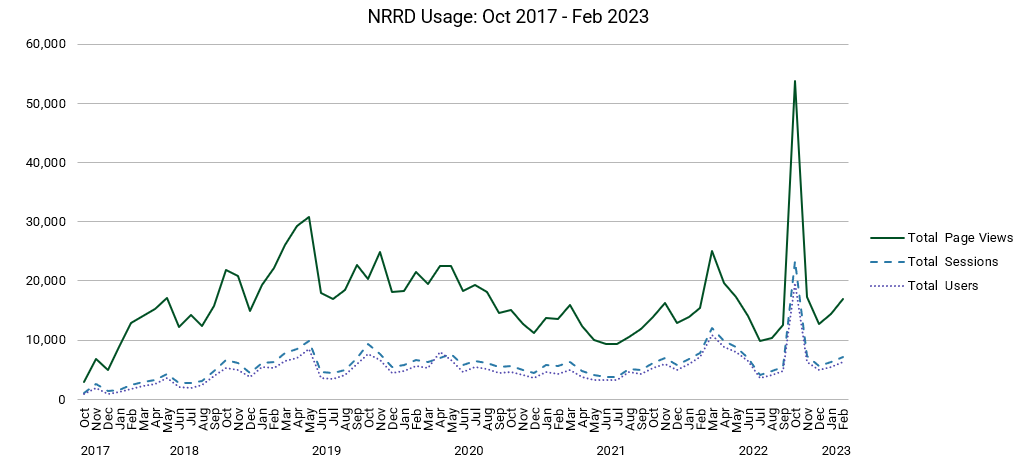 NRRD Usage: Oct 2017 - Feb 2023
60,000
50,000
40,000
30,000
20,000
10,000
0
Total Page Views
Total Sessions
Total Users
Oct Nov Dec Jan Feb Mar Apr May Jun Jul Aug Sep Oct Nov Dec Jan Feb Mar Apr May Jun Jul Aug Sep Oct Nov Dec Jan Feb Mar Apr May Jun Jul Aug Sep Oct Nov Dec Jan Feb Mar Apr May Jun Jul Aug Sep Oct Nov Dec Jan Feb Mar Apr May Jun Jul Aug Sep Oct Nov Dec Jan Feb
2017 2018 2019 2020 2021 2022 2023